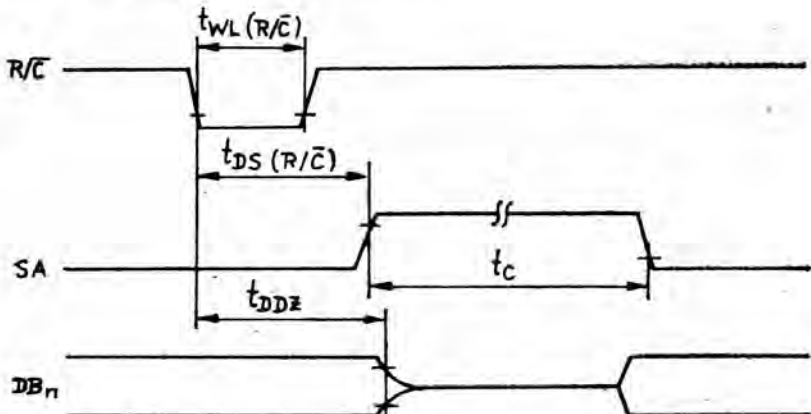 tWL (R/C̅)
R/C̅
tDS (R/C̅)
SA
tC
tDDZ
DBn